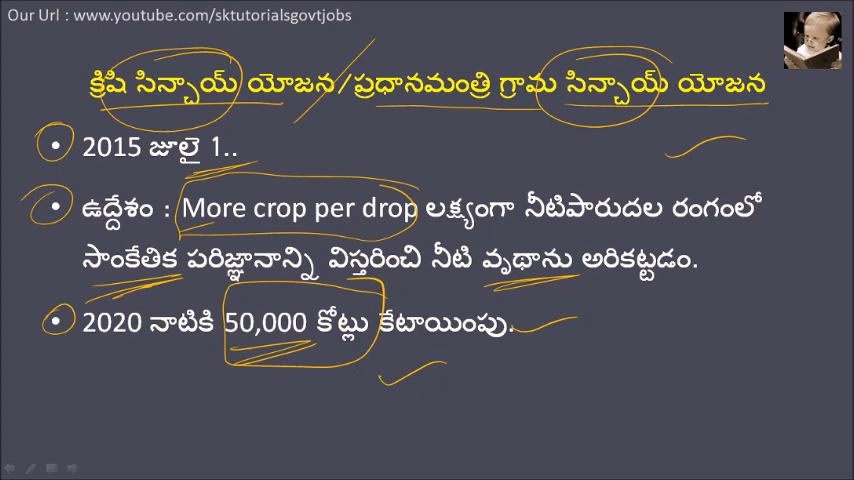 Our Url : www.youtube.com/sktutorialsgovtjobs
క్రిషి సిన్చాయ్ యోజన/ప్రధానమంత్రి గ్రామ సిన్చాయ్ యోజన
• 2015 జూలై 1..
• ఉద్దేశం : More crop per drop లక్ష్యంగా నీటిపారుదల రంగంలో
సాంకేతిక పరిజ్ఞానాన్ని విస్తరించి నీటి వృథాను అరికట్టడం.
• 2020 నాటికి 50,000 కోట్లు కేటాయింపు.